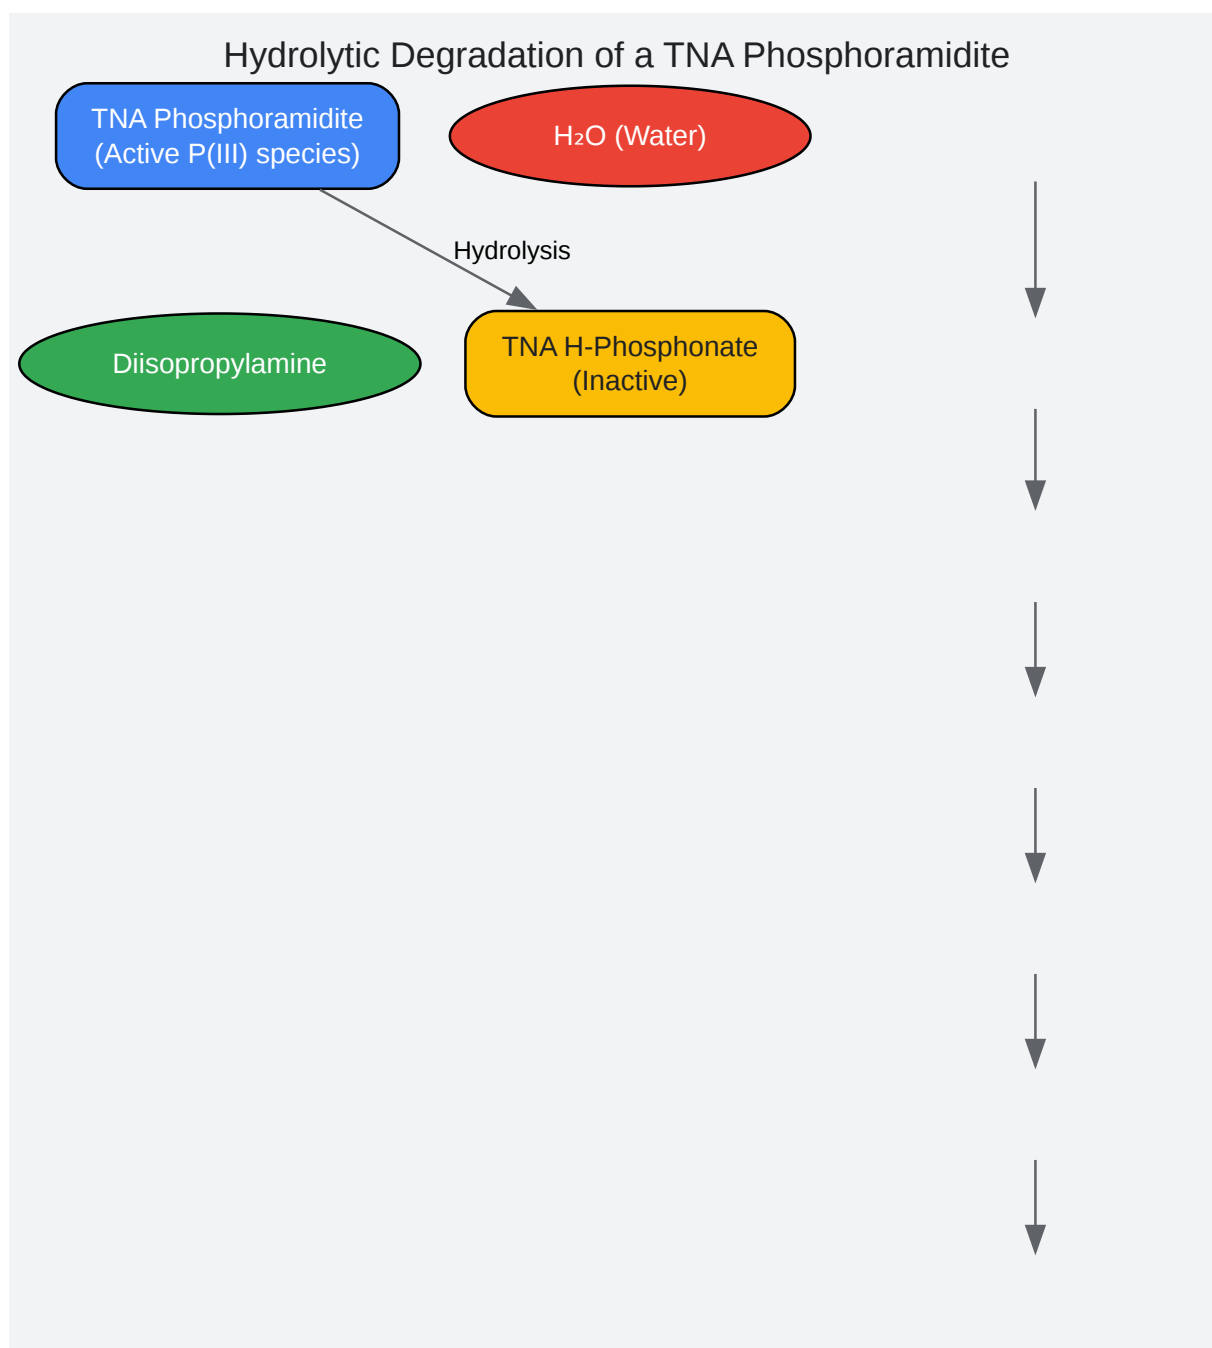 Hydrolytic Degradation of a TNA Phosphoramidite
TNA Phosphoramidite
(Active P(III) species)
H₂O (Water)
Hydrolysis
Diisopropylamine
TNA H-Phosphonate
(Inactive)